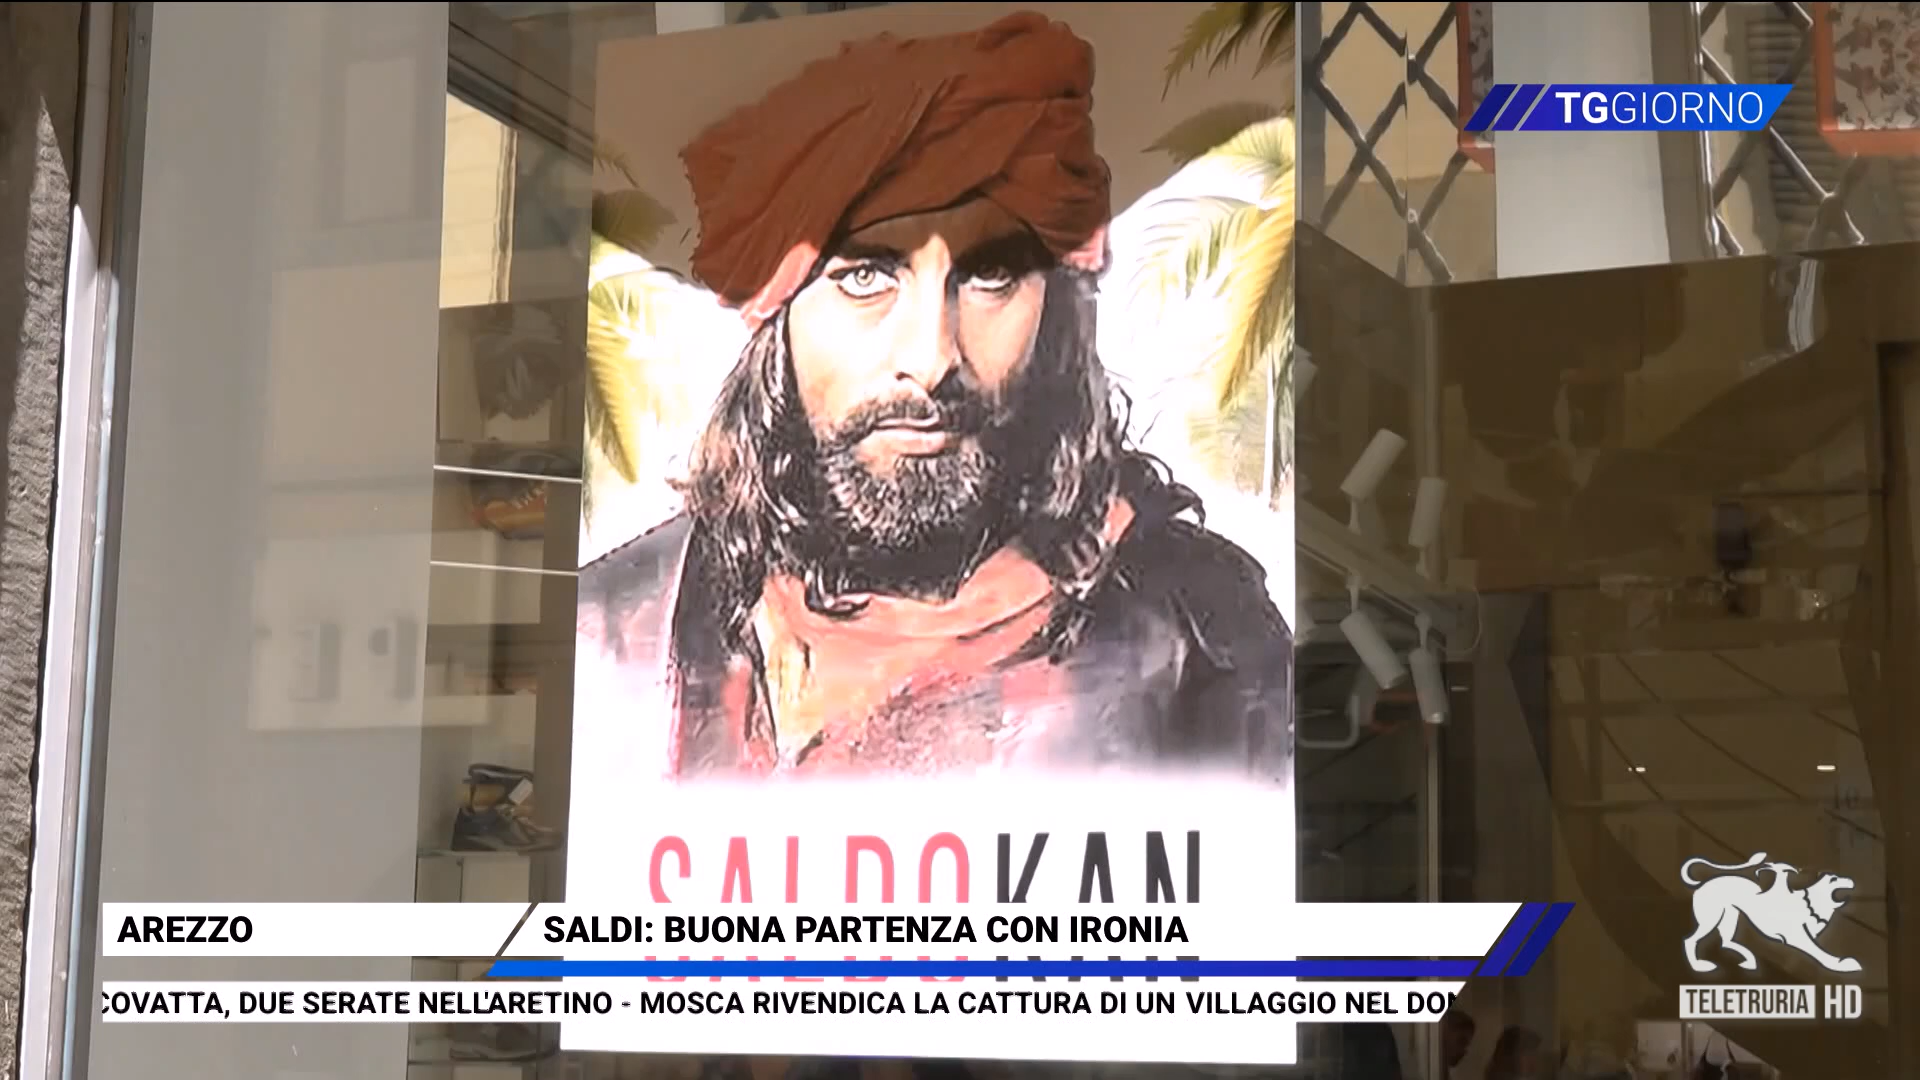 TGGIORNO
SALDOKAN
AREZZO
SALDI: BUONA PARTENZA CON IRONIA
COVATTA, DUE SERATE NELL'ARETINO - MOSCA RIVENDICA LA CATTURA DI UN VILLAGGIO NEL DON
TELETRURIA HD